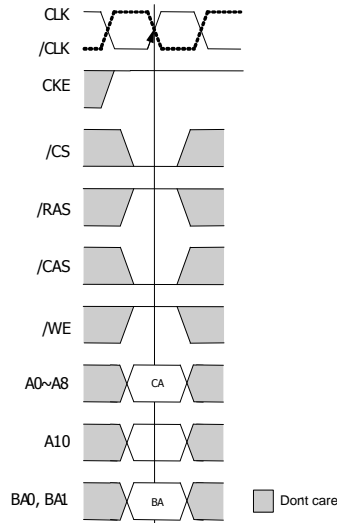 CLK
/CLK
CKE
/CS
/RAS
/CAS
/WE
A0~A8
CA
A10
BA0, BA1
BA
Dont care